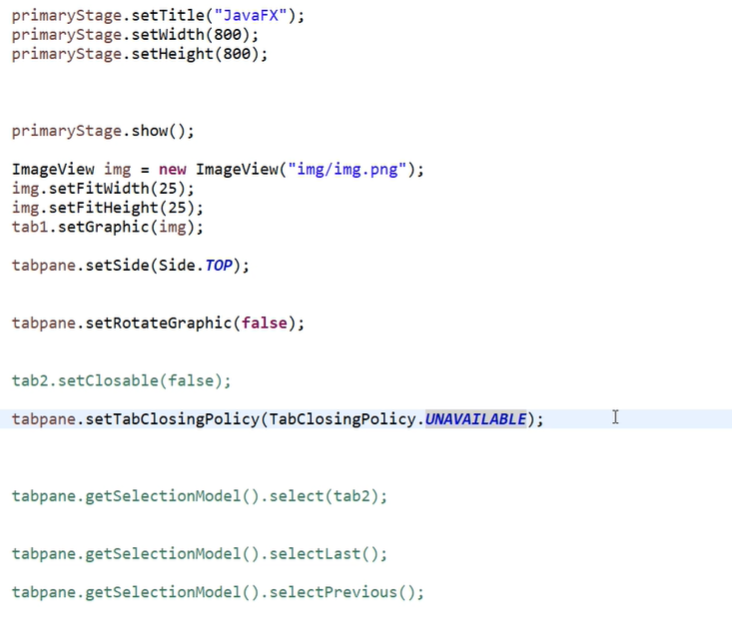 primaryStage.setTitle("JavaFX");
primaryStage.setWidth(800);
primaryStage.setHeight(800);
primaryStage.show();
ImageView img = new ImageView("img/img.png");
img.setFitWidth(25);
img.setFitHeight(25);
tab1.setGraphic(img);
tabpane.setSide(Side.TOP);
tabpane.setRotateGraphic(false);
tab2.setClosable(false);
tabpane.setTabClosingPolicy(TabClosingPolicy.UNAVAILABLE);
tabpane.getSelectionModel().select(tab2);
tabpane.getSelectionModel().selectLast();
tabpane.getSelectionModel().selectPrevious();